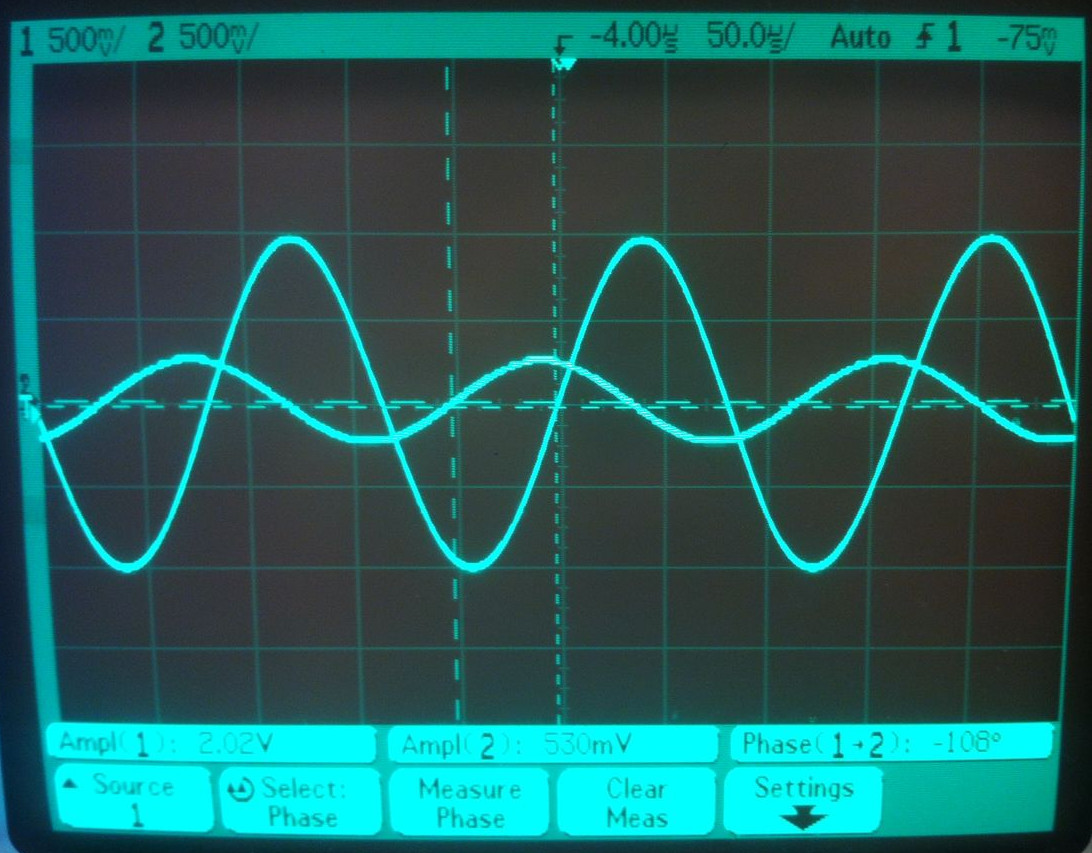 1 500mV/ 2 500mV/ -4.00µs 50.0µs/ Auto 1 -75mV
Ampl(1): 2.02V Ampl(2): 530mV Phase(1→2): -108°
Source Select: Measure Clear Settings
1 Phase Phase Meas